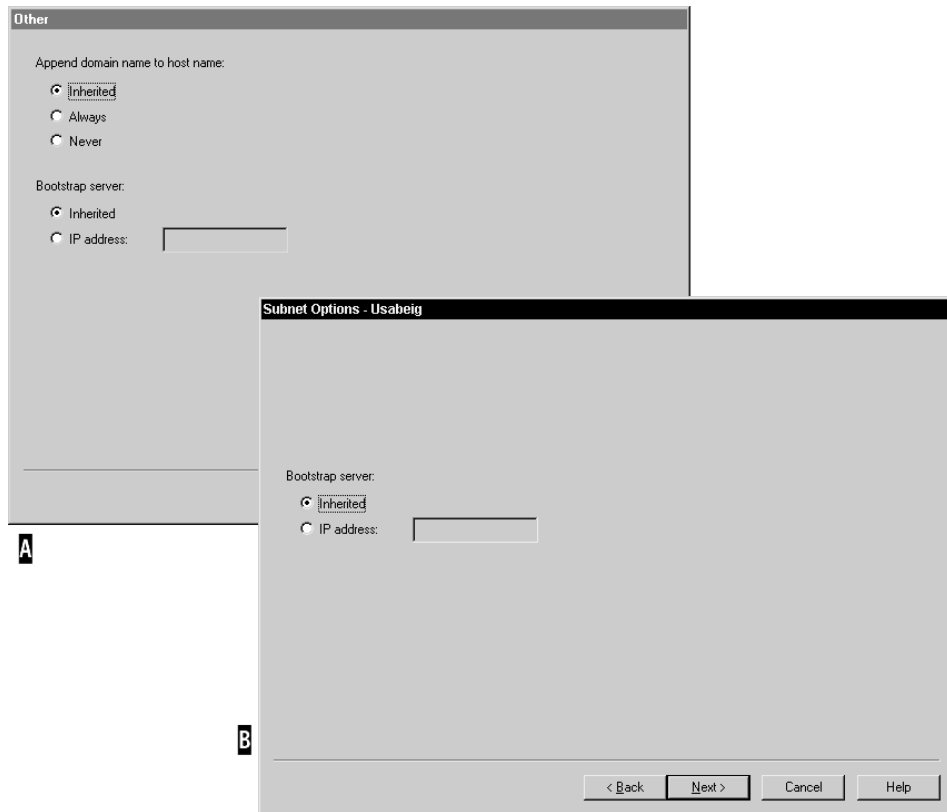 Other
Append domain name to host name:
Inherited
Always
Never
Bootstrap server:
Inherited
IP address:
A
Subnet Options - Usabeig
Bootstrap server:
Inherited
IP address:
B
< Back Next > Cancel Help